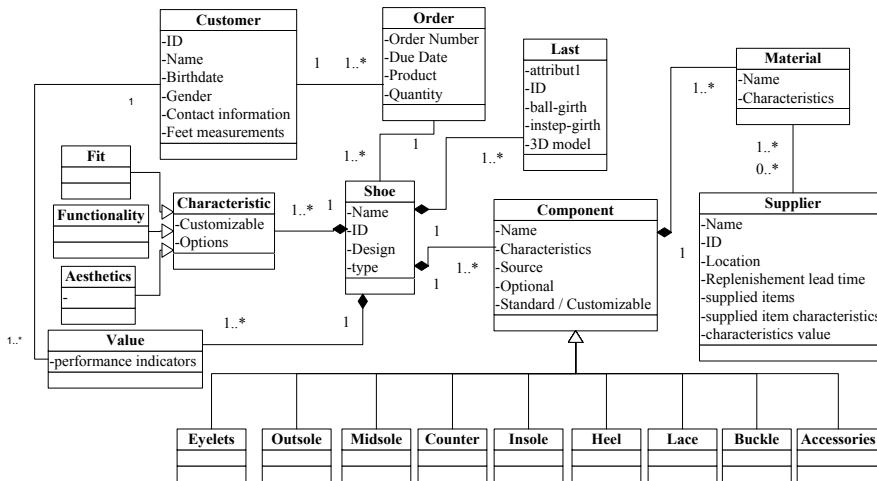 Customer
-ID
-Name
-Birthdate
-Gender
-Contact information
-Feet measurements
1
1..*
1
Order
-Order Number
-Due Date
-Product
-Quantity
1
1..*
Last
-attribut1
-ID
-ball-girth
-instep-girth
-3D model
1..*
1
Material
-Name
-Characteristics
1..*
1
1..*
0..*
Fit
Functionality
Aesthetics
-
Characteristic
-Customizable
-Options
1..*
1
Shoe
-Name
-ID
-Design
-type
1
1..*
Component
-Name
-Characteristics
-Source
-Optional
-Standard / Customizable
Supplier
-Name
-ID
-Location
-Replenishement lead time
-supplied items
-supplied item characteristics
-characteristics value
Value
-performance indicators
1..*
1..*
1
Eyelets
Outsole
Midsole
Counter
Insole
Heel
Lace
Buckle
Accessories